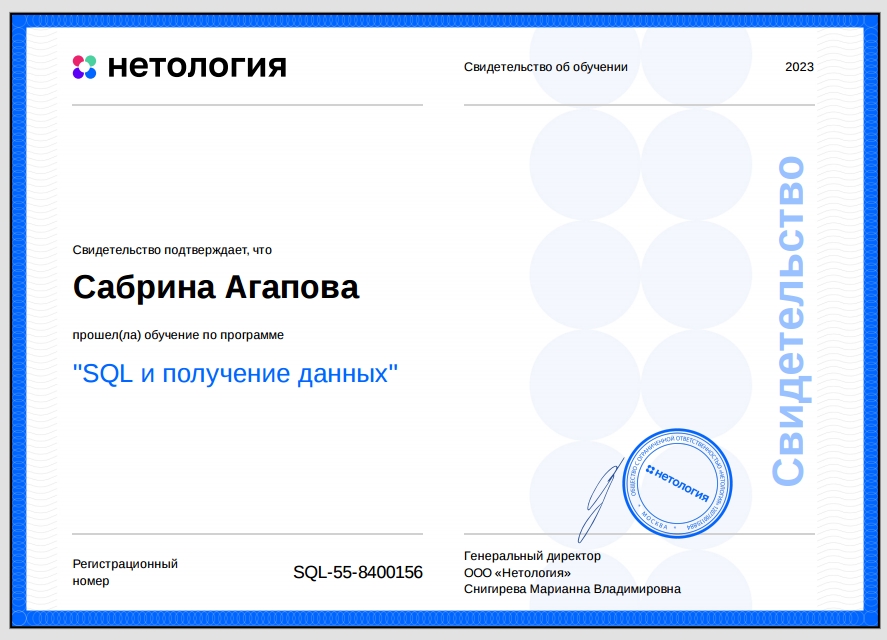 нетология
Свидетельство об обучении
2023
Свидетельство подтверждает, что
Сабрина Агапова
прошел(ла) обучение по программе
"SQL и получение данных"
Свидетельство
ОБЩЕСТВО С ОГРАНИЧЕННОЙ ОТВЕТСТВЕННОСТЬЮ «НЕТОЛОГИЯ»
нетология
МОСКВА
Регистрационный
номер
SQL-55-8400156
Генеральный директор
ООО «Нетология»
Снигирева Марианна Владимировна